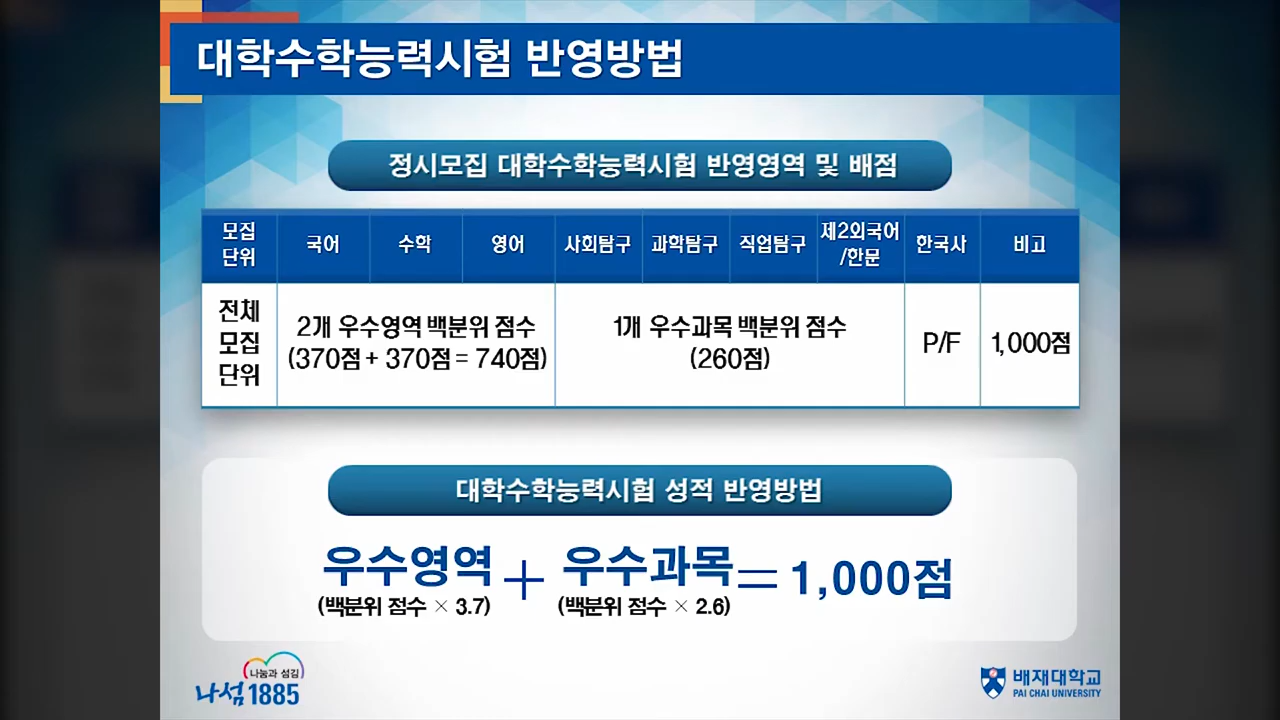 대학수학능력시험 반영방법
정시모집 대학수학능력시험 반영영역 및 배점
모집
단위
국어
수학
영어
사회탐구
과학탐구
직업탐구
제2외국어
/한문
한국사
비고
전체
모집
단위
2개 우수영역 백분위 점수
(370점 + 370점 = 740점)
1개 우수과목 백분위 점수
(260점)
P/F
1,000점
대학수학능력시험 성적 반영방법
우수영역 + 우수과목 = 1,000점
(백분위 점수 × 3.7)
(백분위 점수 × 2.6)
나눔과 섬김
나섬 1885
배재대학교
PAI CHAI UNIVERSITY